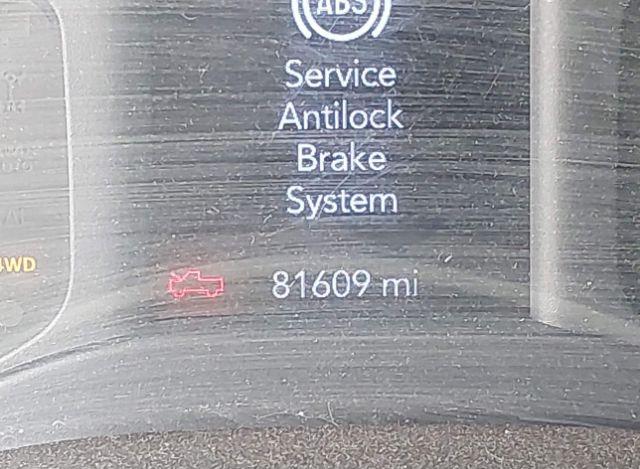 ABS
Service
Antilock
Brake
System
4WD
81609 mi